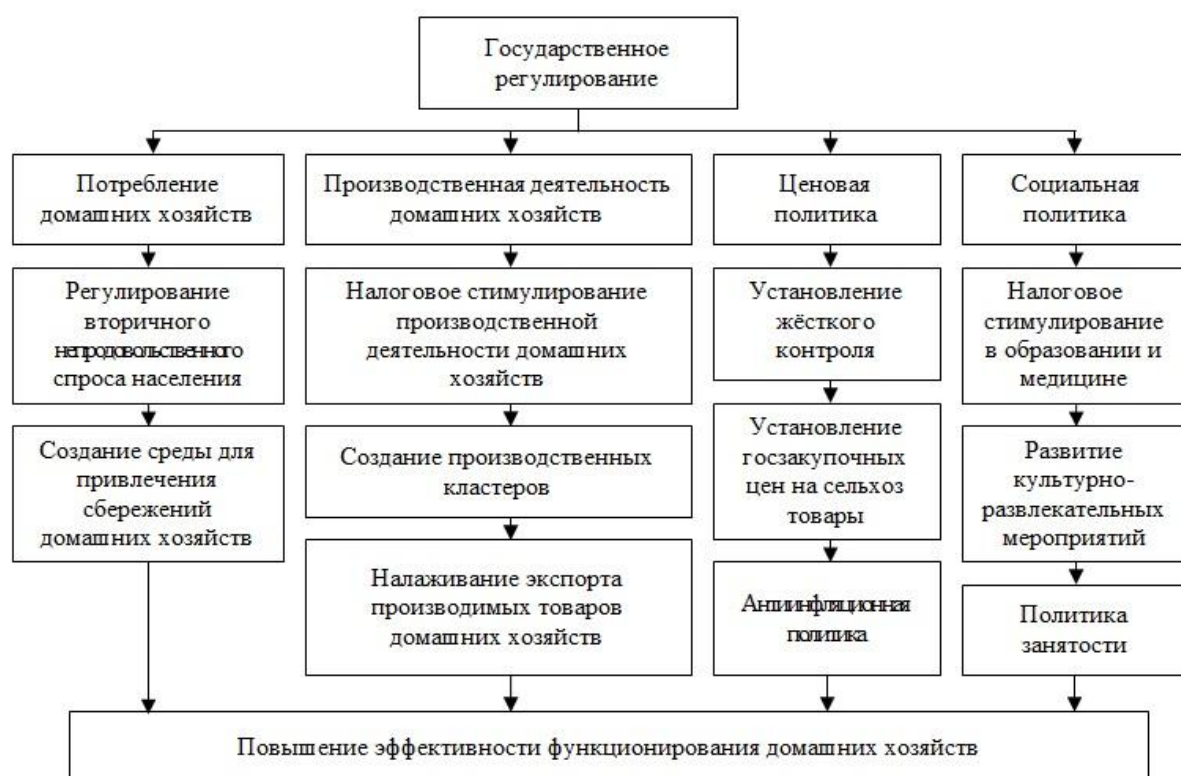 Государственное
регулирование
Потребление
домашних хозяйств
Производственная деятельность
домашних хозяйств
Ценовая
политика
Социальная
политика
Регулирование
вторичного
непродовольственного
спроса населения
Налоговое стимулирование
производственной
деятельности домашних
хозяйств
Установление
жёсткого
контроля
Налоговое
стимулирование
в образовании и
медицине
Создание среды для
привлечения
сбережений
домашних хозяйств
Создание производственных
кластеров
Установление
госзакупочных
цен на сельхоз
товары
Развитие
культурно-
развлекательных
мероприятий
Налаживание экспорта
производимых товаров
домашних хозяйств
Антиинфляционная
политика
Политика
занятости
Повышение эффективности функционирования домашних хозяйств